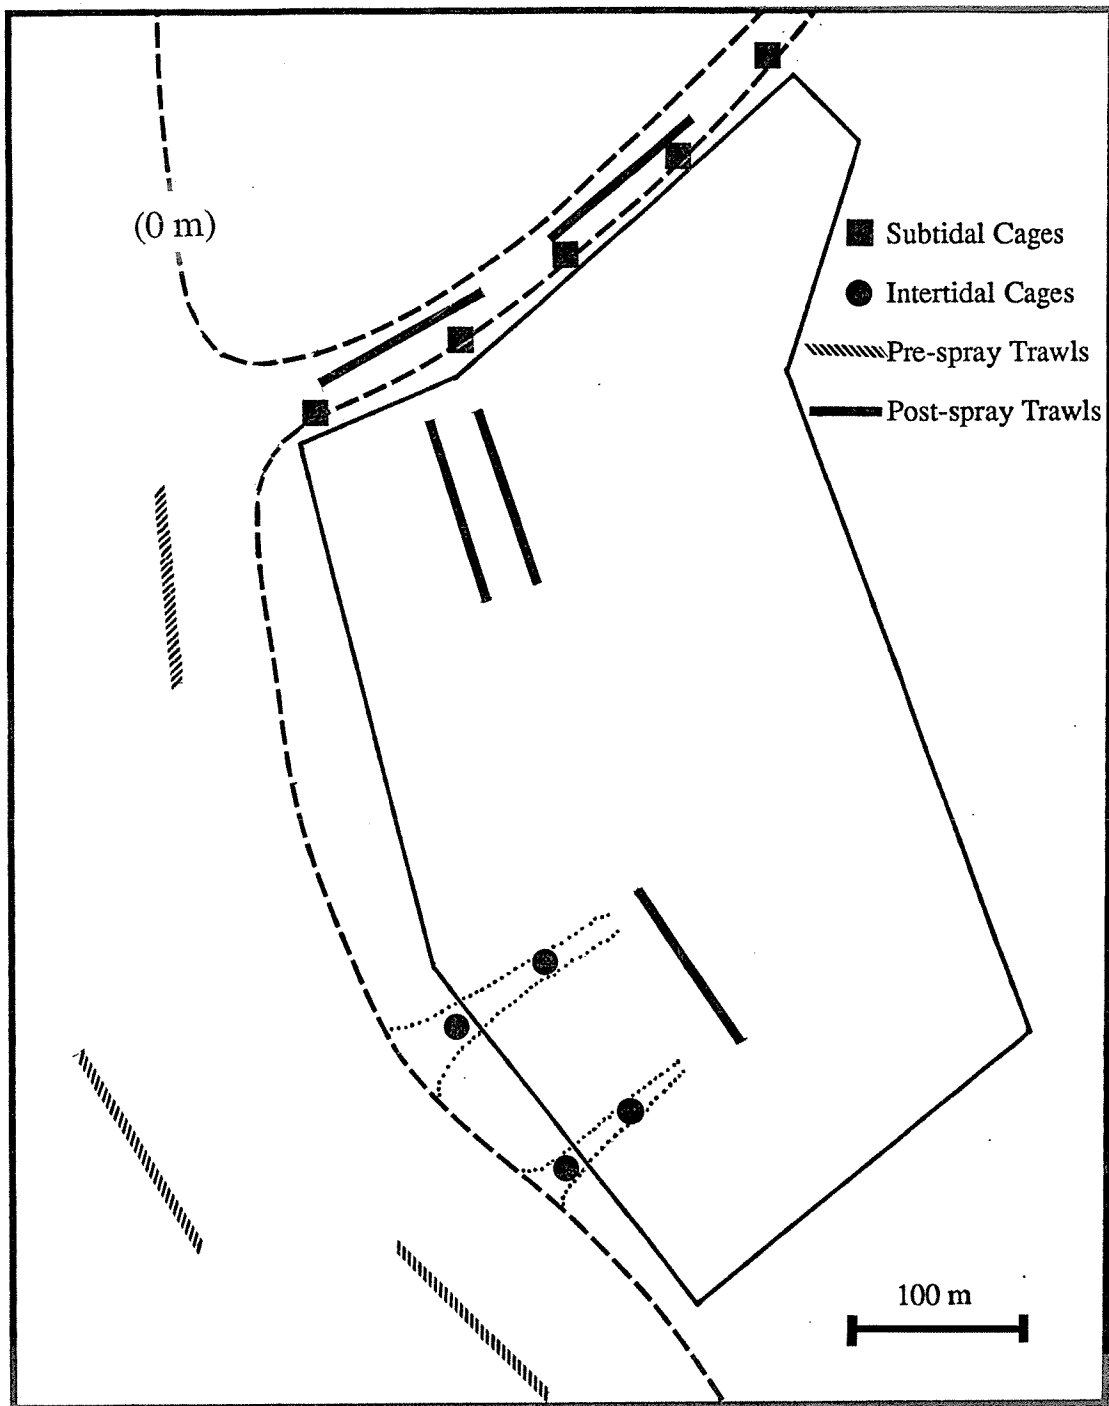 (0 m)
Subtidal Cages
Intertidal Cages
Pre-spray Trawls
Post-spray Trawls
100 m